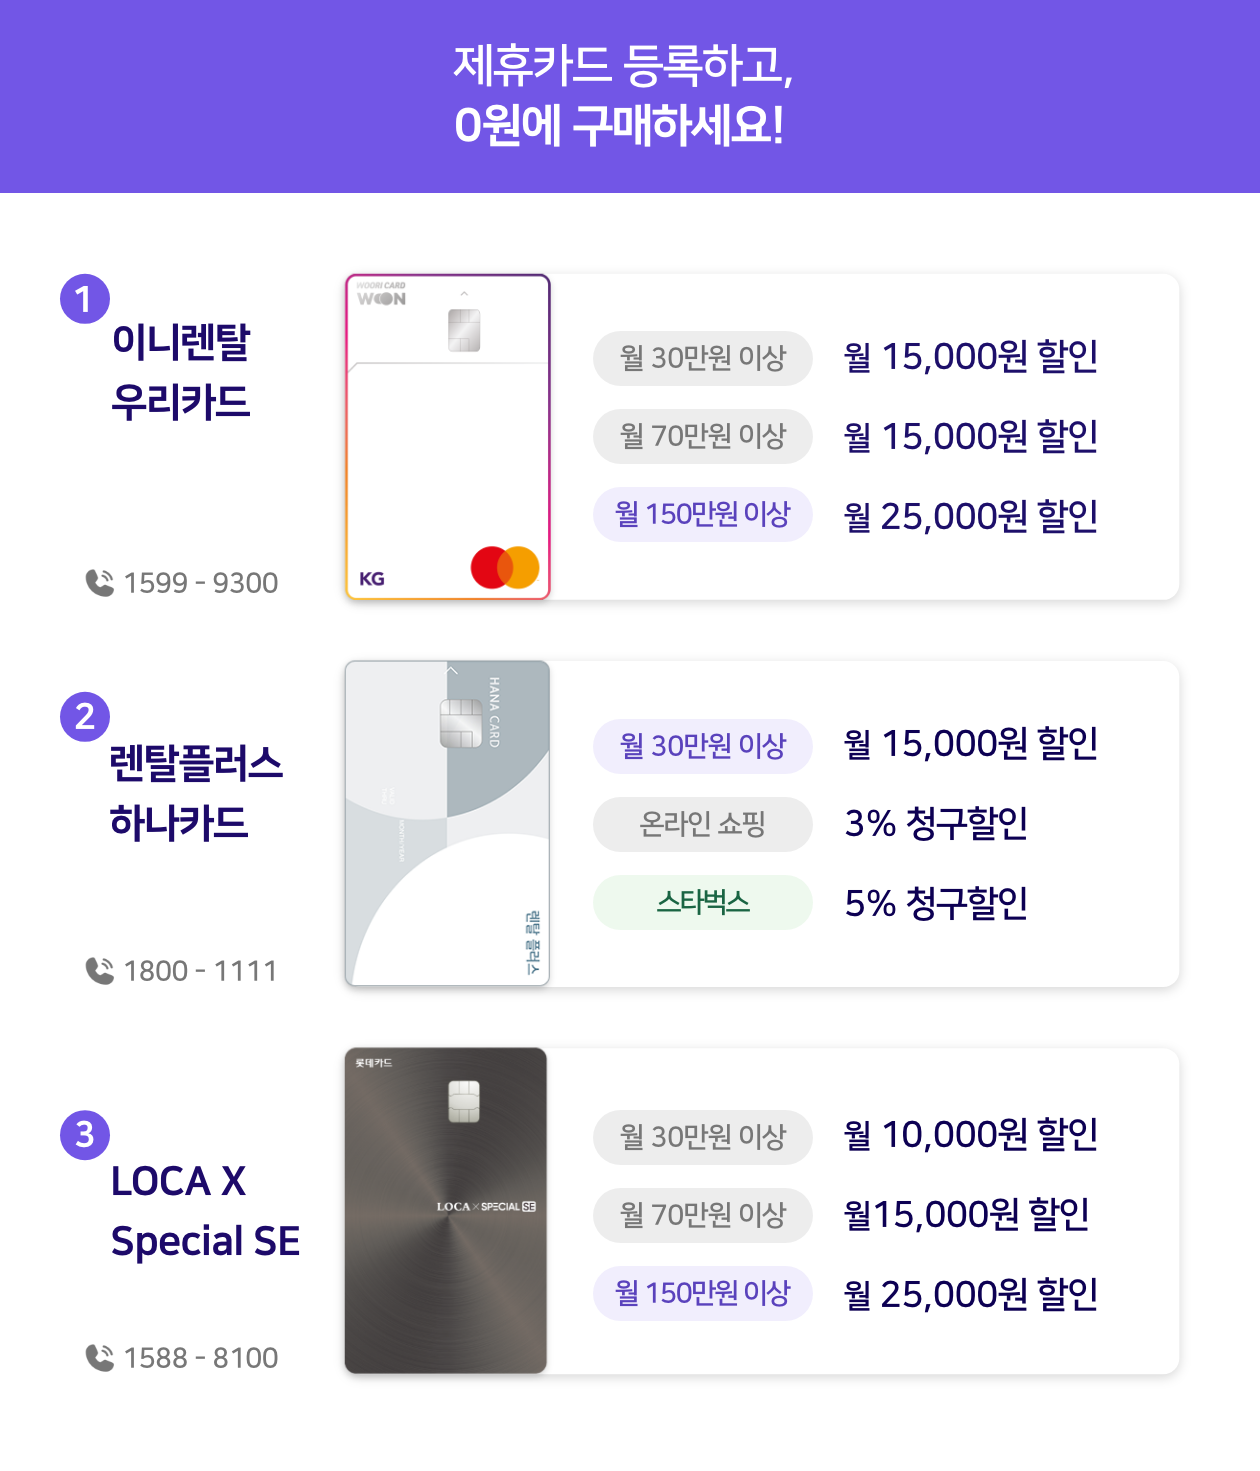 제휴카드 등록하고,
0원에 구매하세요!
1
이니렌탈
우리카드
1599 - 9300
WOORI CARD
WOON
KG
월 30만원 이상 월 15,000원 할인
월 70만원 이상 월 15,000원 할인
월 150만원 이상 월 25,000원 할인
2
렌탈플러스
하나카드
1800 - 1111
HANA CARD
MONTH/YEAR
렌탈 플러스
월 30만원 이상 월 15,000원 할인
온라인 쇼핑 3% 청구할인
스타벅스 5% 청구할인
3
LOCA X
Special SE
1588 - 8100
롯데카드
LOCA × SPECIAL SE
월 30만원 이상 월 10,000원 할인
월 70만원 이상 월15,000원 할인
월 150만원 이상 월 25,000원 할인